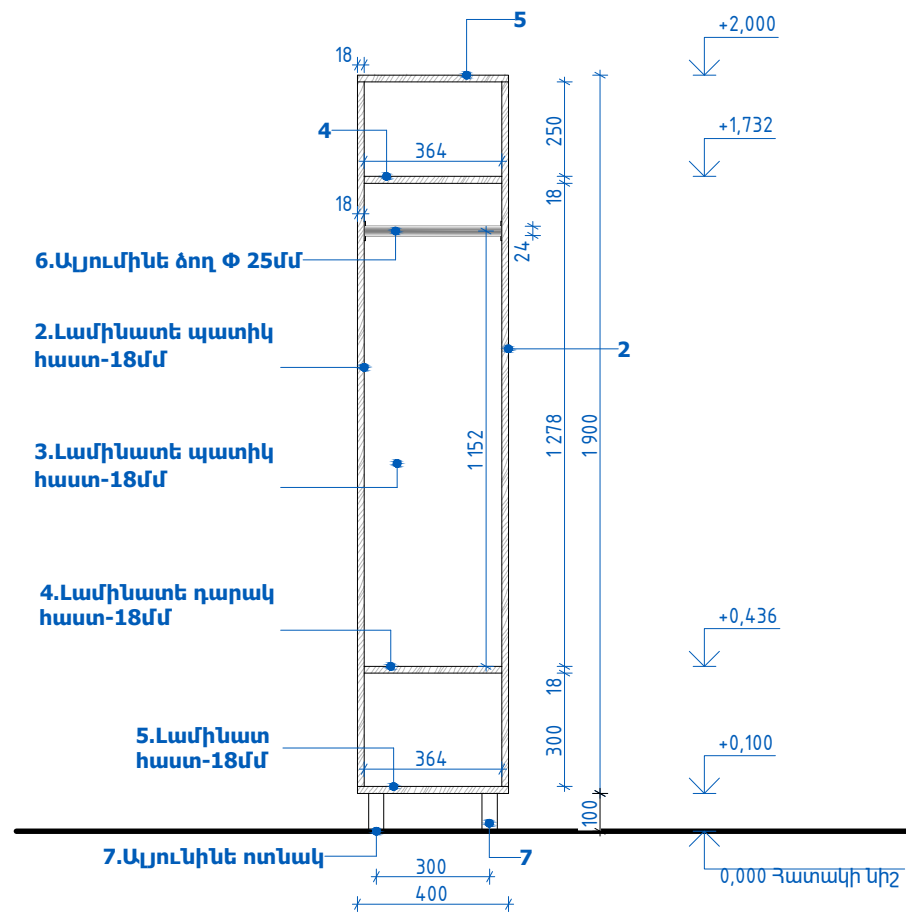 5
+2,000
18
250
+1,732
4
364
18
18
24
6.Ալյումինե ձող Փ 25մմ
2.Լամինատե պատիկ
հաստ-18մմ
2
1 152
1 278
1 900
3.Լամինատե պատիկ
հաստ-18մմ
4.Լամինատե դարակ
հաստ-18մմ
+0,436
18
300
5.Լամինատ
հաստ-18մմ
364
+0,100
100
7.Ալյունինե ոտնակ
7
300
400
0,000 Հատակի նիշ